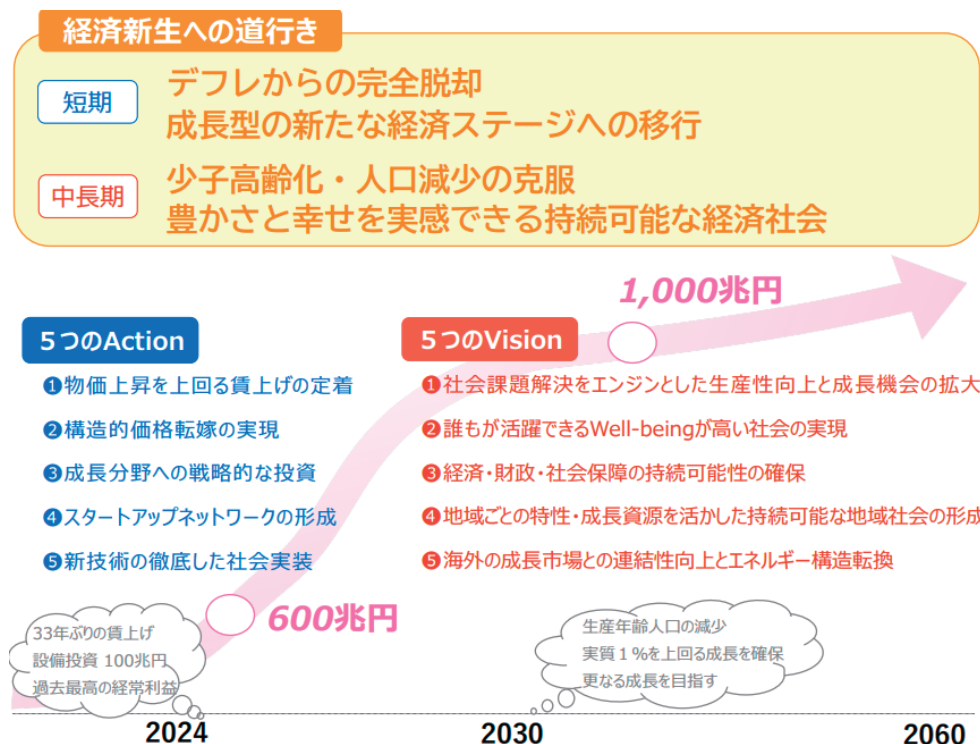 経済新生への道行き
短期
デフレからの完全脱却
成長型の新たな経済ステージへの移行
中長期
少子高齢化・人口減少の克服
豊かさと幸せを実感できる持続可能な経済社会
1,000兆円
5つのAction
❶物価上昇を上回る賃上げの定着
❷構造的価格転嫁の実現
❸成長分野への戦略的な投資
❹スタートアップネットワークの形成
❺新技術の徹底した社会実装
5つのVision
❶社会課題解決をエンジンとした生産性向上と成長機会の拡大
❷誰もが活躍できるWell-beingが高い社会の実現
❸経済・財政・社会保障の持続可能性の確保
❹地域ごとの特性・成長資源を活かした持続可能な地域社会の形成
❺海外の成長市場との連結性向上とエネルギー構造転換
600兆円
33年ぶりの賃上げ
設備投資 100兆円
過去最高の経常利益
生産年齢人口の減少
実質1%を上回る成長を確保
更なる成長を目指す
2024
2030
2060